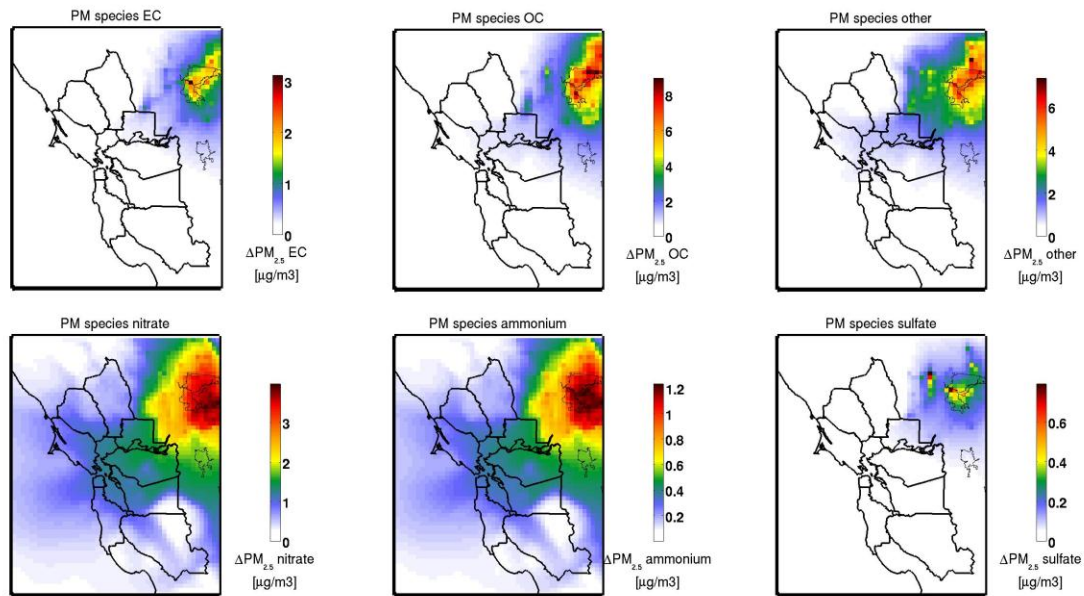 PM species EC
3
2
1
0
ΔPM2.5 EC
[μg/m3]
PM species OC
8
6
4
2
0
ΔPM2.5 OC
[μg/m3]
PM species other
6
4
2
0
ΔPM2.5 other
[μg/m3]
PM species nitrate
3
2
1
0
ΔPM2.5 nitrate
[μg/m3]
PM species ammonium
1.2
1
0.8
0.6
0.4
0.2
ΔPM2.5 ammonium
[μg/m3]
PM species sulfate
0.6
0.4
0.2
0
ΔPM2.5 sulfate
[μg/m3]